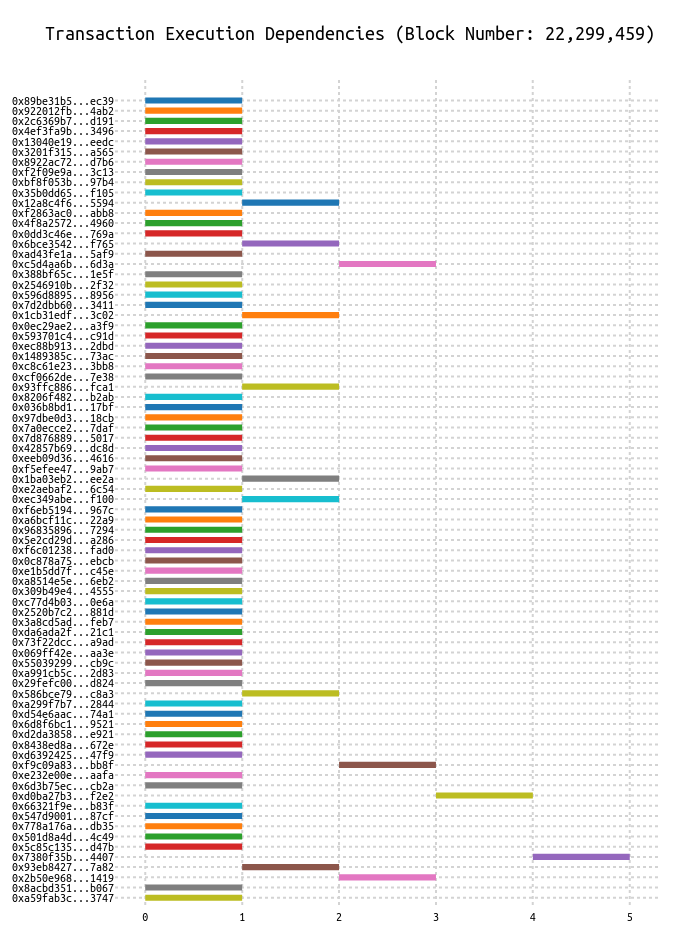 Transaction Execution Dependencies (Block Number: 22,299,459)
0x89be31b5...ec39
0x922012fb...4ab2
0x2c6369b7...d191
0x4ef3fa9b...3496
0x13040e19...eedc
0x3201f315...a565
0x8922ac72...d7b6
0xf2f09e9a...3c13
0xbf8f053b...97b4
0x35b0dd65...f105
0x12a8c4f6...5594
0xf2863ac0...abb8
0x4f8a2572...4960
0x0dd3c46e...769a
0x6bce3542...f765
0xad43fe1a...5af9
0xc5d4aa6b...6d3a
0x388bf65c...1e5f
0x2546910b...2f32
0x596d8895...8956
0x7d2dbb60...3411
0x1cb31edf...3c02
0x0ec29ae2...a3f9
0x593701c4...c91d
0xec88b913...2dbd
0x1489385c...73ac
0xc8c61e23...3bb8
0xcf0662de...7e38
0x93ffc886...fca1
0x8206f482...b2ab
0x036b8bd1...17bf
0x97dbe0d3...18cb
0x7a0ecce2...7daf
0x7d876889...5017
0x42857b69...dc8d
0xeeb09d36...4616
0xf5efee47...9ab7
0x1ba03eb2...ee2a
0xe2aebaf2...6c54
0xec349abe...f100
0xf6eb5194...967c
0xa6bcf11c...22a9
0x96835896...7294
0x5e2cd29d...a286
0xf6c01238...fad0
0x0c878a75...ebcb
0xe1b5dd7f...c45e
0xa8514e5e...6eb2
0x309b49e4...4555
0xc77d4b03...0e6a
0x2520b7c2...881d
0x3a8cd5ad...feb7
0xda6ada2f...21c1
0x73f22dcc...a9ad
0x069ff42e...aa3e
0x55039299...cb9c
0xa991cb5c...2d83
0x29fefc00...d824
0x586bce79...c8a3
0xa299f7b7...2844
0xd54e6aac...74a1
0x6d8f6bc1...9521
0xd2da3858...e921
0x8438ed8a...672e
0xd6392425...47f9
0xf9c09a83...bb8f
0xe232e00e...aafa
0x6d3b75ec...cb2a
0xd0ba27b3...f2e2
0x66321f9e...b83f
0x547d9001...87cf
0x778a176a...db35
0x501d8a4d...4c49
0x5c85c135...d47b
0x7380f35b...4407
0x93eb8427...7a82
0x2b50e968...1419
0x8acbd351...b067
0xa59fab3c...3747
0 1 2 3 4 5